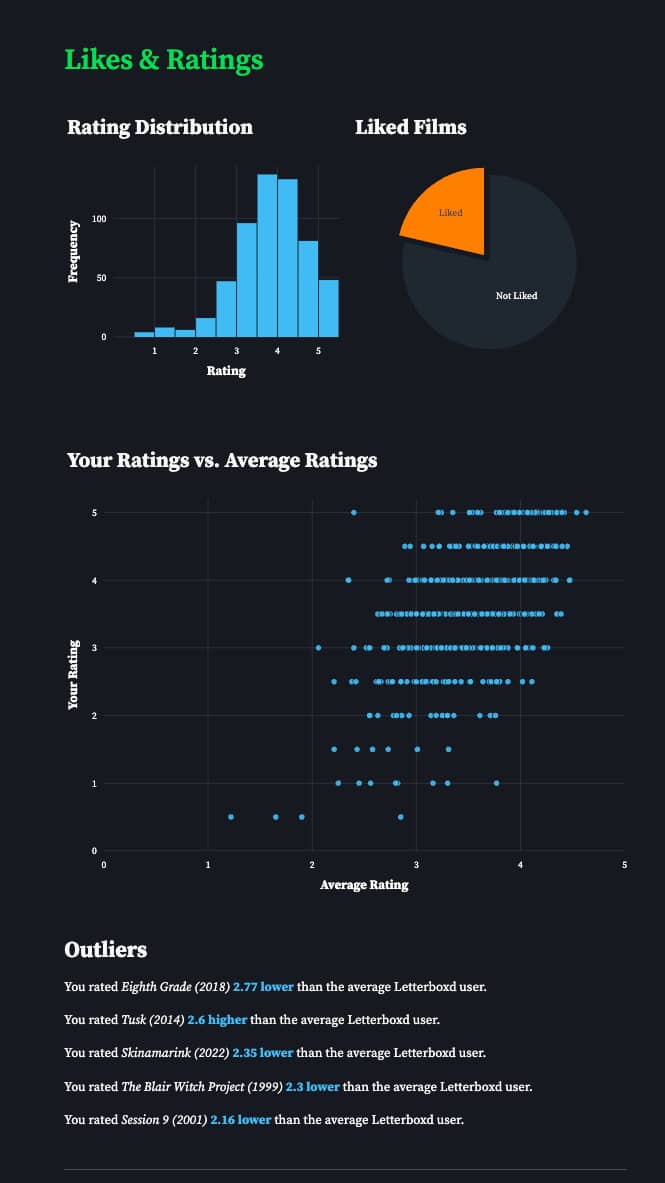 Likes & Ratings
Rating Distribution
Liked Films
100
50
0
Frequency
1 2 3 4 5
Rating
Liked
Not Liked
Your Ratings vs. Average Ratings
5
4
3
2
1
0
Your Rating
0 1 2 3 4 5
Average Rating
Outliers
You rated Eighth Grade (2018) 2.77 lower than the average Letterboxd user.
You rated Tusk (2014) 2.6 higher than the average Letterboxd user.
You rated Skinamarink (2022) 2.35 lower than the average Letterboxd user.
You rated The Blair Witch Project (1999) 2.3 lower than the average Letterboxd user.
You rated Session 9 (2001) 2.16 lower than the average Letterboxd user.